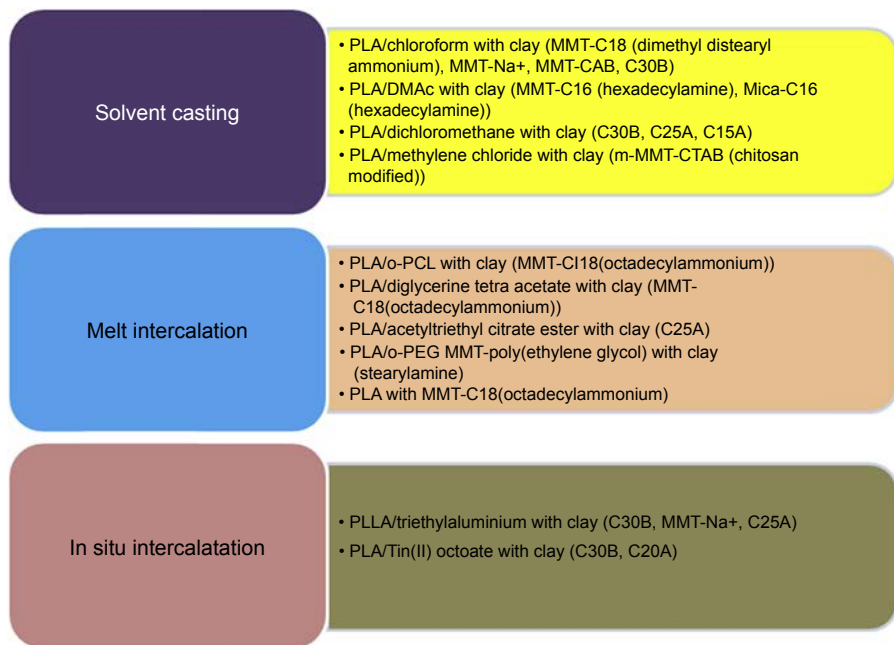 Solvent casting
• PLA/chloroform with clay (MMT-C18 (dimethyl distearyl
ammonium), MMT-Na+, MMT-CAB, C30B)
• PLA/DMAc with clay (MMT-C16 (hexadecylamine), Mica-C16
(hexadecylamine))
• PLA/dichloromethane with clay (C30B, C25A, C15A)
• PLA/methylene chloride with clay (m-MMT-CTAB (chitosan
modified))
Melt intercalation
• PLA/o-PCL with clay (MMT-CI18(octadecylammonium))
• PLA/diglycerine tetra acetate with clay (MMT-
C18(octadecylammonium))
• PLA/acetyltriethyl citrate ester with clay (C25A)
• PLA/o-PEG MMT-poly(ethylene glycol) with clay
(stearylamine)
• PLA with MMT-C18(octadecylammonium)
In situ intercalatation
• PLLA/triethylaluminium with clay (C30B, MMT-Na+, C25A)
• PLA/Tin(II) octoate with clay (C30B, C20A)